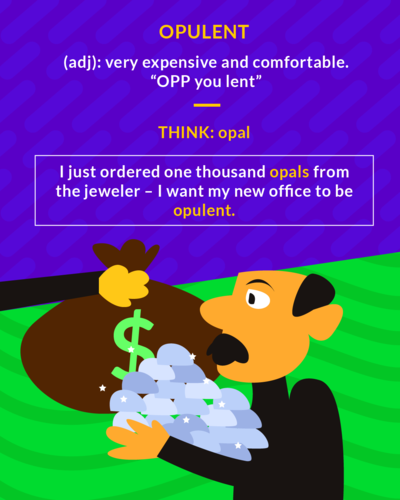 OPULENT
(adj): very expensive and comfortable.
“OPP you lent”
THINK: opal
I just ordered one thousand opals from
the jeweler – I want my new office to be
opulent.
$